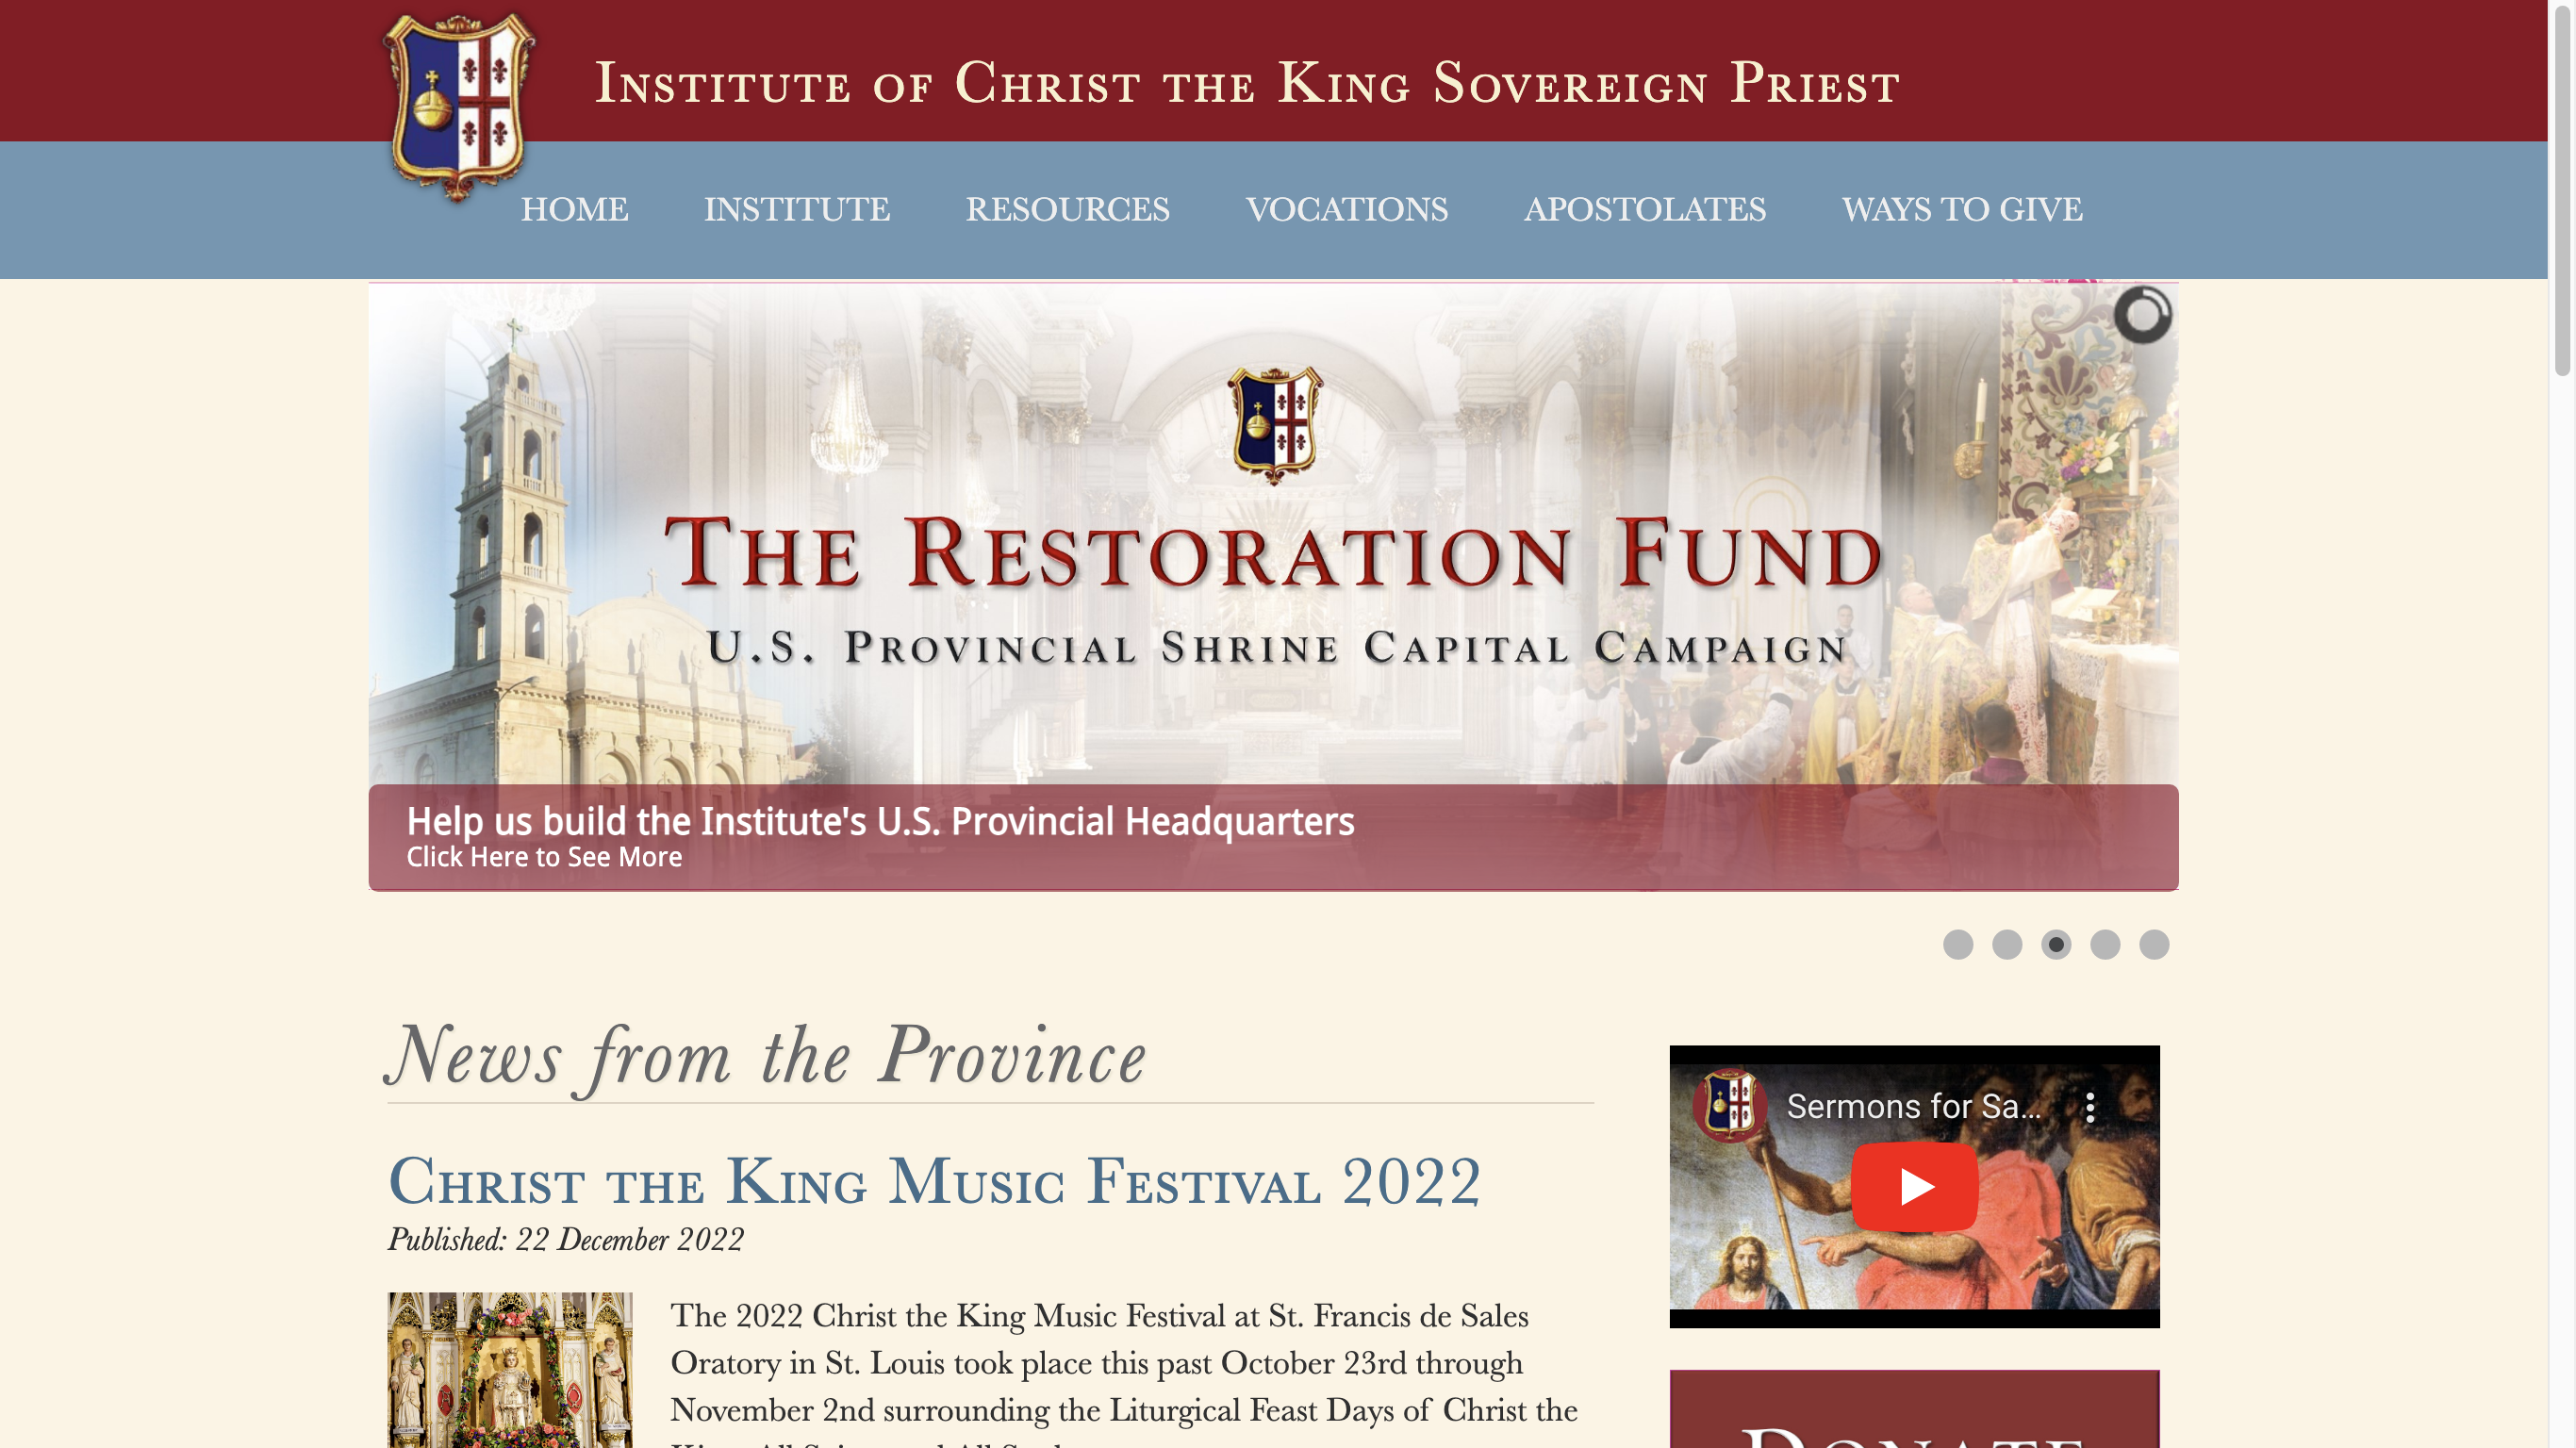 Institute of Christ the King Sovereign Priest
HOME INSTITUTE RESOURCES VOCATIONS APOSTOLATES WAYS TO GIVE
The Restoration Fund
U.S. Provincial Shrine Capital Campaign
Help us build the Institute's U.S. Provincial Headquarters
Click Here to See More
News from the Province
Christ the King Music Festival 2022
Published: 22 December 2022
The 2022 Christ the King Music Festival at St. Francis de Sales
Oratory in St. Louis took place this past October 23rd through
November 2nd surrounding the Liturgical Feast Days of Christ the
Sermons for Sa...
Donate